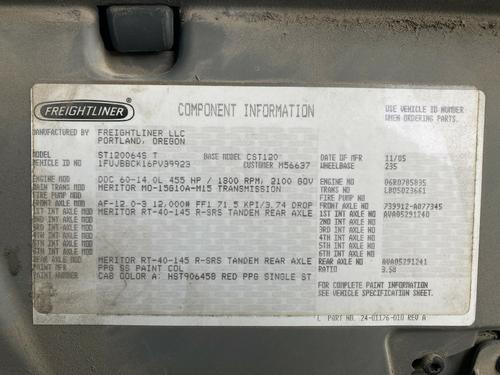 FREIGHTLINER
COMPONENT INFORMATION
USE VEHICLE ID NUMBER
WHEN ORDERING PARTS
MFD BY FREIGHTLINER LLC
PORTLAND, OREGON
MODEL ST120064S T BASE MODEL CST120 DATE OF MFR 11/05
VEHICLE ID NO 1FUJBBCK16PV39923 CUSTOMER M56637 WHEELBASE 235
ENGINE MOD DDC 60-14.0L 455 HP / 1800 RPM; 2100 GOV ENGINE NO 06R0785835
TRANS MOD MERITOR MO-15G10A-M15 TRANSMISSION TRANS NO LB05023661
FIRE PUMP MOD FIRE PUMP NO
FRONT AXLE MOD AF-12.0-3 12,000# FF1 71.5 KPI/3.74 DROP FRONT AXLE NO 739912-A077345
1ST INT AXLE MOD MERITOR RT-40-145 R-SRS TANDEM REAR AXLE 1ST INT AXLE NO AVA05291240
2ND INT AXLE MOD 2ND INT AXLE NO
3RD INT AXLE MOD 3RD INT AXLE NO
4TH INT AXLE MOD 4TH INT AXLE NO
5TH INT AXLE MOD 5TH INT AXLE NO
6TH INT AXLE MOD 6TH INT AXLE NO
REAR AXLE MOD MERITOR RT-40-145 R-SRS TANDEM REAR AXLE REAR AXLE NO AVA05291241
PAINT MFR PPG SS PAINT COL RATIO 3.58
PAINT NUMBER CAB COLOR A: HST90645B RED PPG SINGLE ST
FOR COMPLETE PAINT INFORMATION
SEE VEHICLE SPECIFICATION SHEET.
PART NO. 24-01176-010 REV A